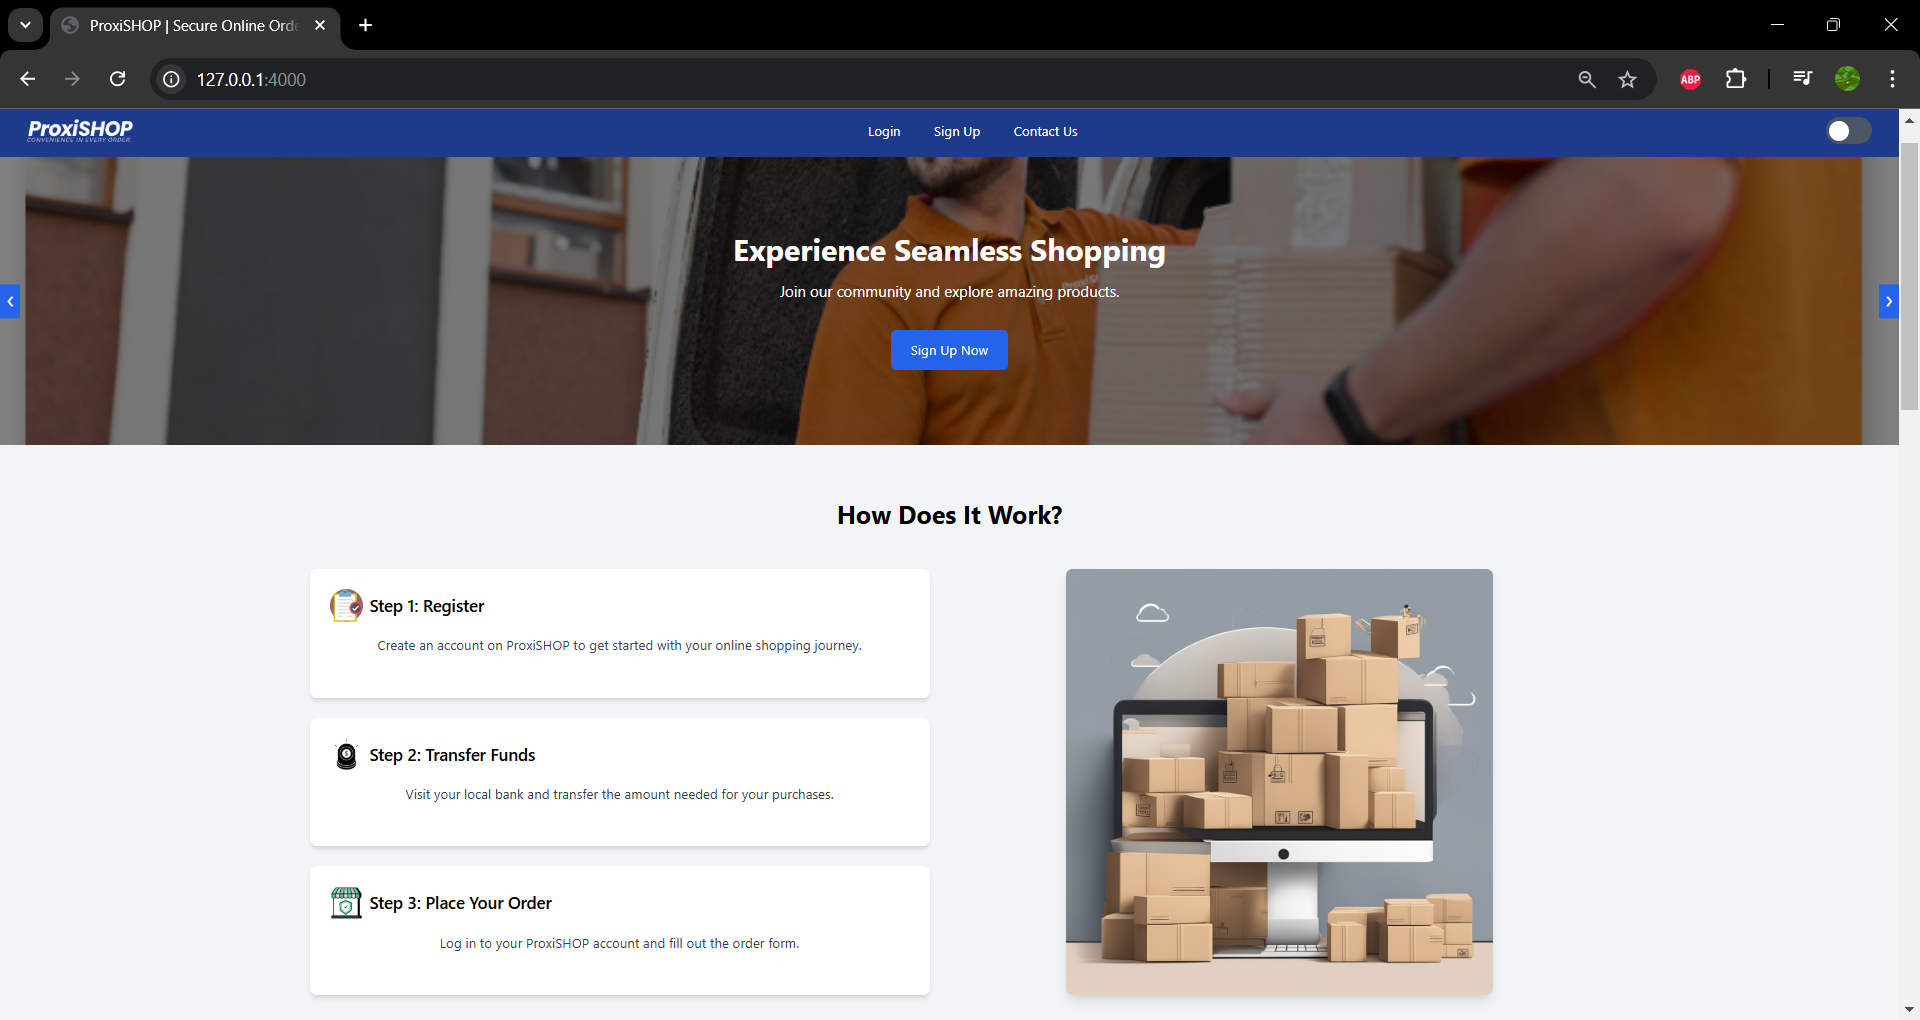 ProxiSHOP | Secure Online Orde
127.0.0.1:4000
ABP
ProxiSHOP
CONVENIENCE IN EVERY ORDER.
Login
Sign Up
Contact Us
Experience Seamless Shopping
Join our community and explore amazing products.
Sign Up Now
How Does It Work?
Step 1: Register
Create an account on ProxiSHOP to get started with your online shopping journey.
Step 2: Transfer Funds
Visit your local bank and transfer the amount needed for your purchases.
Step 3: Place Your Order
Log in to your ProxiSHOP account and fill out the order form.